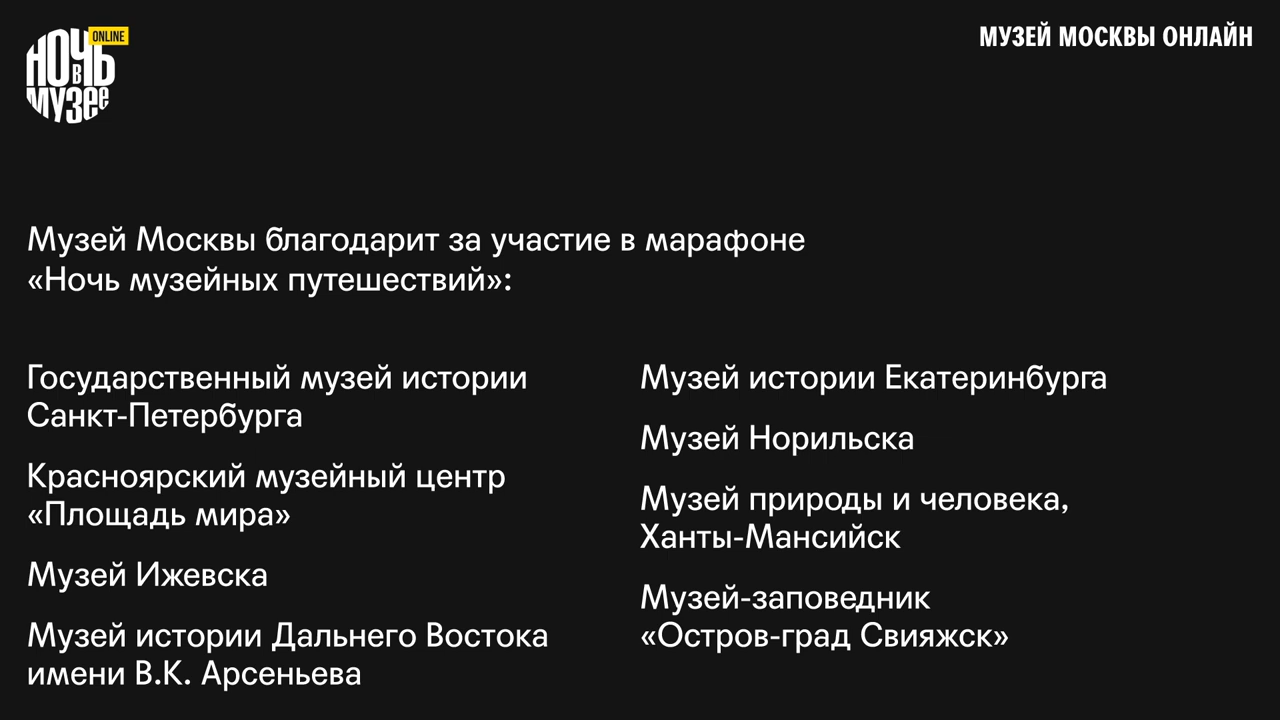 НОЧЬ
ONLINE
В
МУЗЕЕ
МУЗЕЙ МОСКВЫ ОНЛАЙН
Музей Москвы благодарит за участие в марафоне
«Ночь музейных путешествий»:
Государственный музей истории
Санкт-Петербурга
Красноярский музейный центр
«Площадь мира»
Музей Ижевска
Музей истории Дальнего Востока
имени В.К. Арсеньева
Музей истории Екатеринбурга
Музей Норильска
Музей природы и человека,
Ханты-Мансийск
Музей-заповедник
«Остров-град Свияжск»